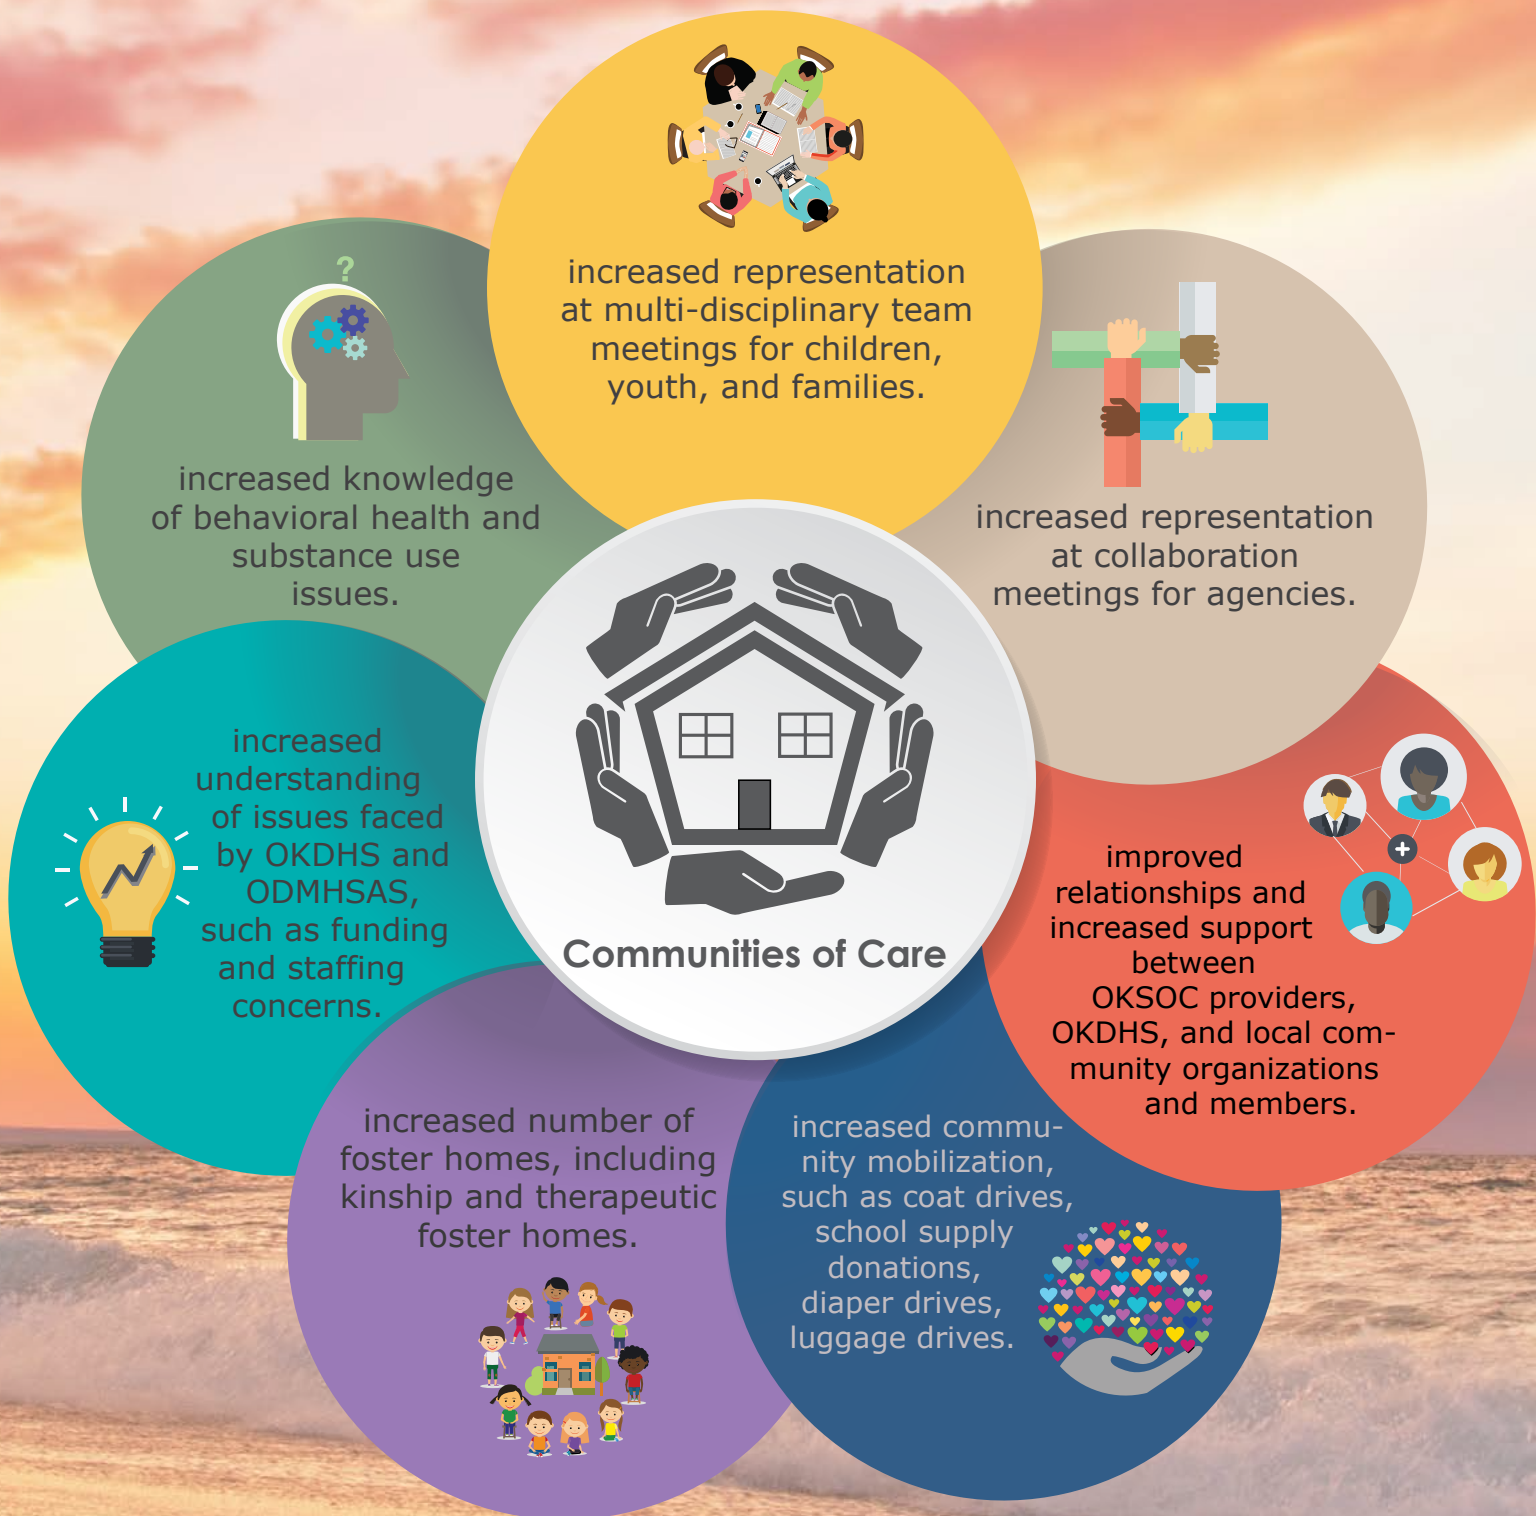 increased representation
at multi-disciplinary team
meetings for children,
youth, and families.
increased representation
at collaboration
meetings for agencies.
improved
relationships and
increased support
between
OKSOC providers,
OKDHS, and local com-
munity organizations
and members.
increased commu-
nity mobilization,
such as coat drives,
school supply
donations,
diaper drives,
luggage drives.
increased number of
foster homes, including
kinship and therapeutic
foster homes.
increased
understanding
of issues faced
by OKDHS and
ODMHSAS,
such as funding
and staffing
concerns.
?
increased knowledge
of behavioral health and
substance use
issues.
Communities of Care